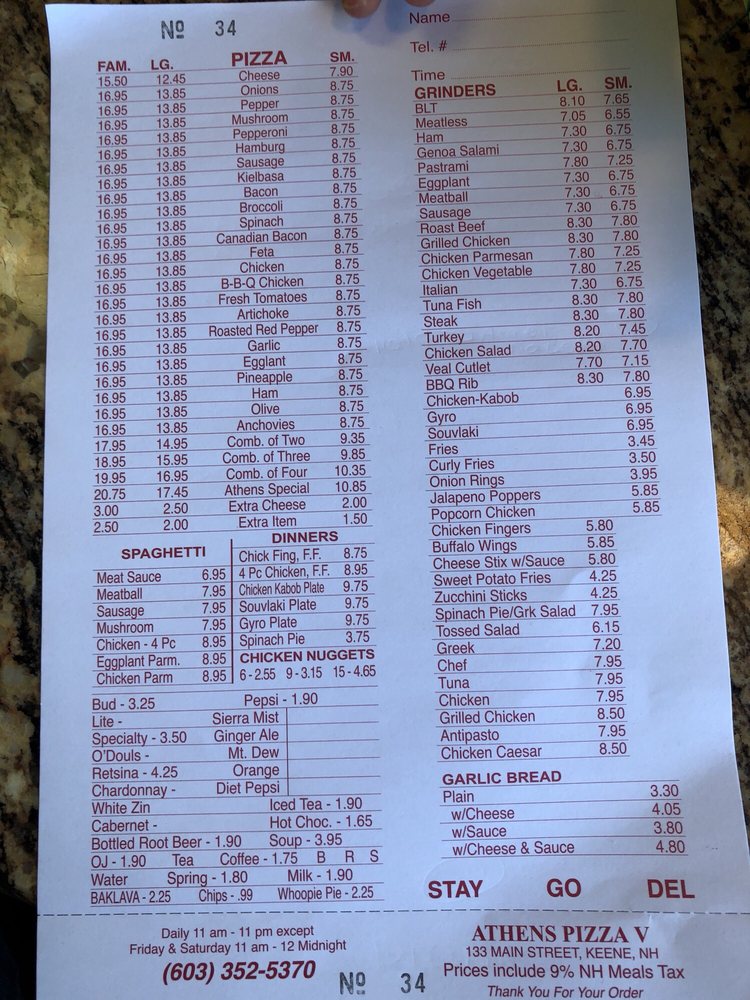 Nº 34
FAM. LG. PIZZA SM.
15.50 12.45 Cheese 7.90
16.95 13.85 Onions 8.75
16.95 13.85 Pepper 8.75
16.95 13.85 Mushroom 8.75
16.95 13.85 Pepperoni 8.75
16.95 13.85 Hamburg 8.75
16.95 13.85 Sausage 8.75
16.95 13.85 Kielbasa 8.75
16.95 13.85 Bacon 8.75
16.95 13.85 Broccoli 8.75
16.95 13.85 Spinach 8.75
16.95 13.85 Canadian Bacon 8.75
16.95 13.85 Feta 8.75
16.95 13.85 Chicken 8.75
16.95 13.85 B-B-Q Chicken 8.75
16.95 13.85 Fresh Tomatoes 8.75
16.95 13.85 Artichoke 8.75
16.95 13.85 Roasted Red Pepper 8.75
16.95 13.85 Garlic 8.75
16.95 13.85 Egglant 8.75
16.95 13.85 Pineapple 8.75
16.95 13.85 Ham 8.75
16.95 13.85 Olive 8.75
16.95 13.85 Anchovies 8.75
17.95 14.95 Comb. of Two 9.35
18.95 15.95 Comb. of Three 9.85
19.95 16.95 Comb. of Four 10.35
20.75 17.45 Athens Special 10.85
3.00 2.50 Extra Cheese 2.00
2.50 2.00 Extra Item 1.50
SPAGHETTI
Meat Sauce 6.95
Meatball 7.95
Sausage 7.95
Mushroom 7.95
Chicken - 4 Pc 8.95
Eggplant Parm. 8.95
Chicken Parm 8.95
DINNERS
Chick Fing, F.F. 8.75
4 Pc Chicken, F.F. 8.95
Chicken Kabob Plate 9.75
Souvlaki Plate 9.75
Gyro Plate 9.75
Spinach Pie 3.75
CHICKEN NUGGETS
6 - 2.55 9 - 3.15 15 - 4.65
Bud - 3.25 Pepsi - 1.90
Lite - Sierra Mist
Specialty - 3.50 Ginger Ale
O'Douls - Mt. Dew
Retsina - 4.25 Orange
Chardonnay - Diet Pepsi
White Zin Iced Tea - 1.90
Cabernet - Hot Choc. - 1.65
Bottled Root Beer - 1.90 Soup - 3.95
OJ - 1.90 Tea Coffee - 1.75 B R S
Water Spring - 1.80 Milk - 1.90
BAKLAVA - 2.25 Chips - .99 Whoopie Pie - 2.25
Name
Tel. #
Time
GRINDERS LG. SM.
BLT 8.10 7.65
Meatless 7.05 6.55
Ham 7.30 6.75
Genoa Salami 7.30 6.75
Pastrami 7.80 7.25
Eggplant 7.30 6.75
Meatball 7.30 6.75
Sausage 7.30 6.75
Roast Beef 8.30 7.80
Grilled Chicken 8.30 7.80
Chicken Parmesan 7.80 7.25
Chicken Vegetable 7.80 7.25
Italian 7.30 6.75
Tuna Fish 8.30 7.80
Steak 8.30 7.80
Turkey 8.20 7.45
Chicken Salad 8.20 7.70
Veal Cutlet 7.70 7.15
BBQ Rib 8.30 7.80
Chicken-Kabob 6.95
Gyro 6.95
Souvlaki 6.95
Fries 3.45
Curly Fries 3.50
Onion Rings 3.95
Jalapeno Poppers 5.85
Popcorn Chicken 5.85
Chicken Fingers 5.80
Buffalo Wings 5.85
Cheese Stix w/Sauce 5.80
Sweet Potato Fries 4.25
Zucchini Sticks 4.25
Spinach Pie/Grk Salad 7.95
Tossed Salad 6.15
Greek 7.20
Chef 7.95
Tuna 7.95
Chicken 7.95
Grilled Chicken 8.50
Antipasto 7.95
Chicken Caesar 8.50
GARLIC BREAD
Plain 3.30
w/Cheese 4.05
w/Sauce 3.80
w/Cheese & Sauce 4.80
STAY GO DEL
Daily 11 am - 11 pm except
Friday & Saturday 11 am - 12 Midnight
(603) 352-5370
Nº 34
ATHENS PIZZA V
133 MAIN STREET, KEENE, NH
Prices include 9% NH Meals Tax
Thank You For Your Order